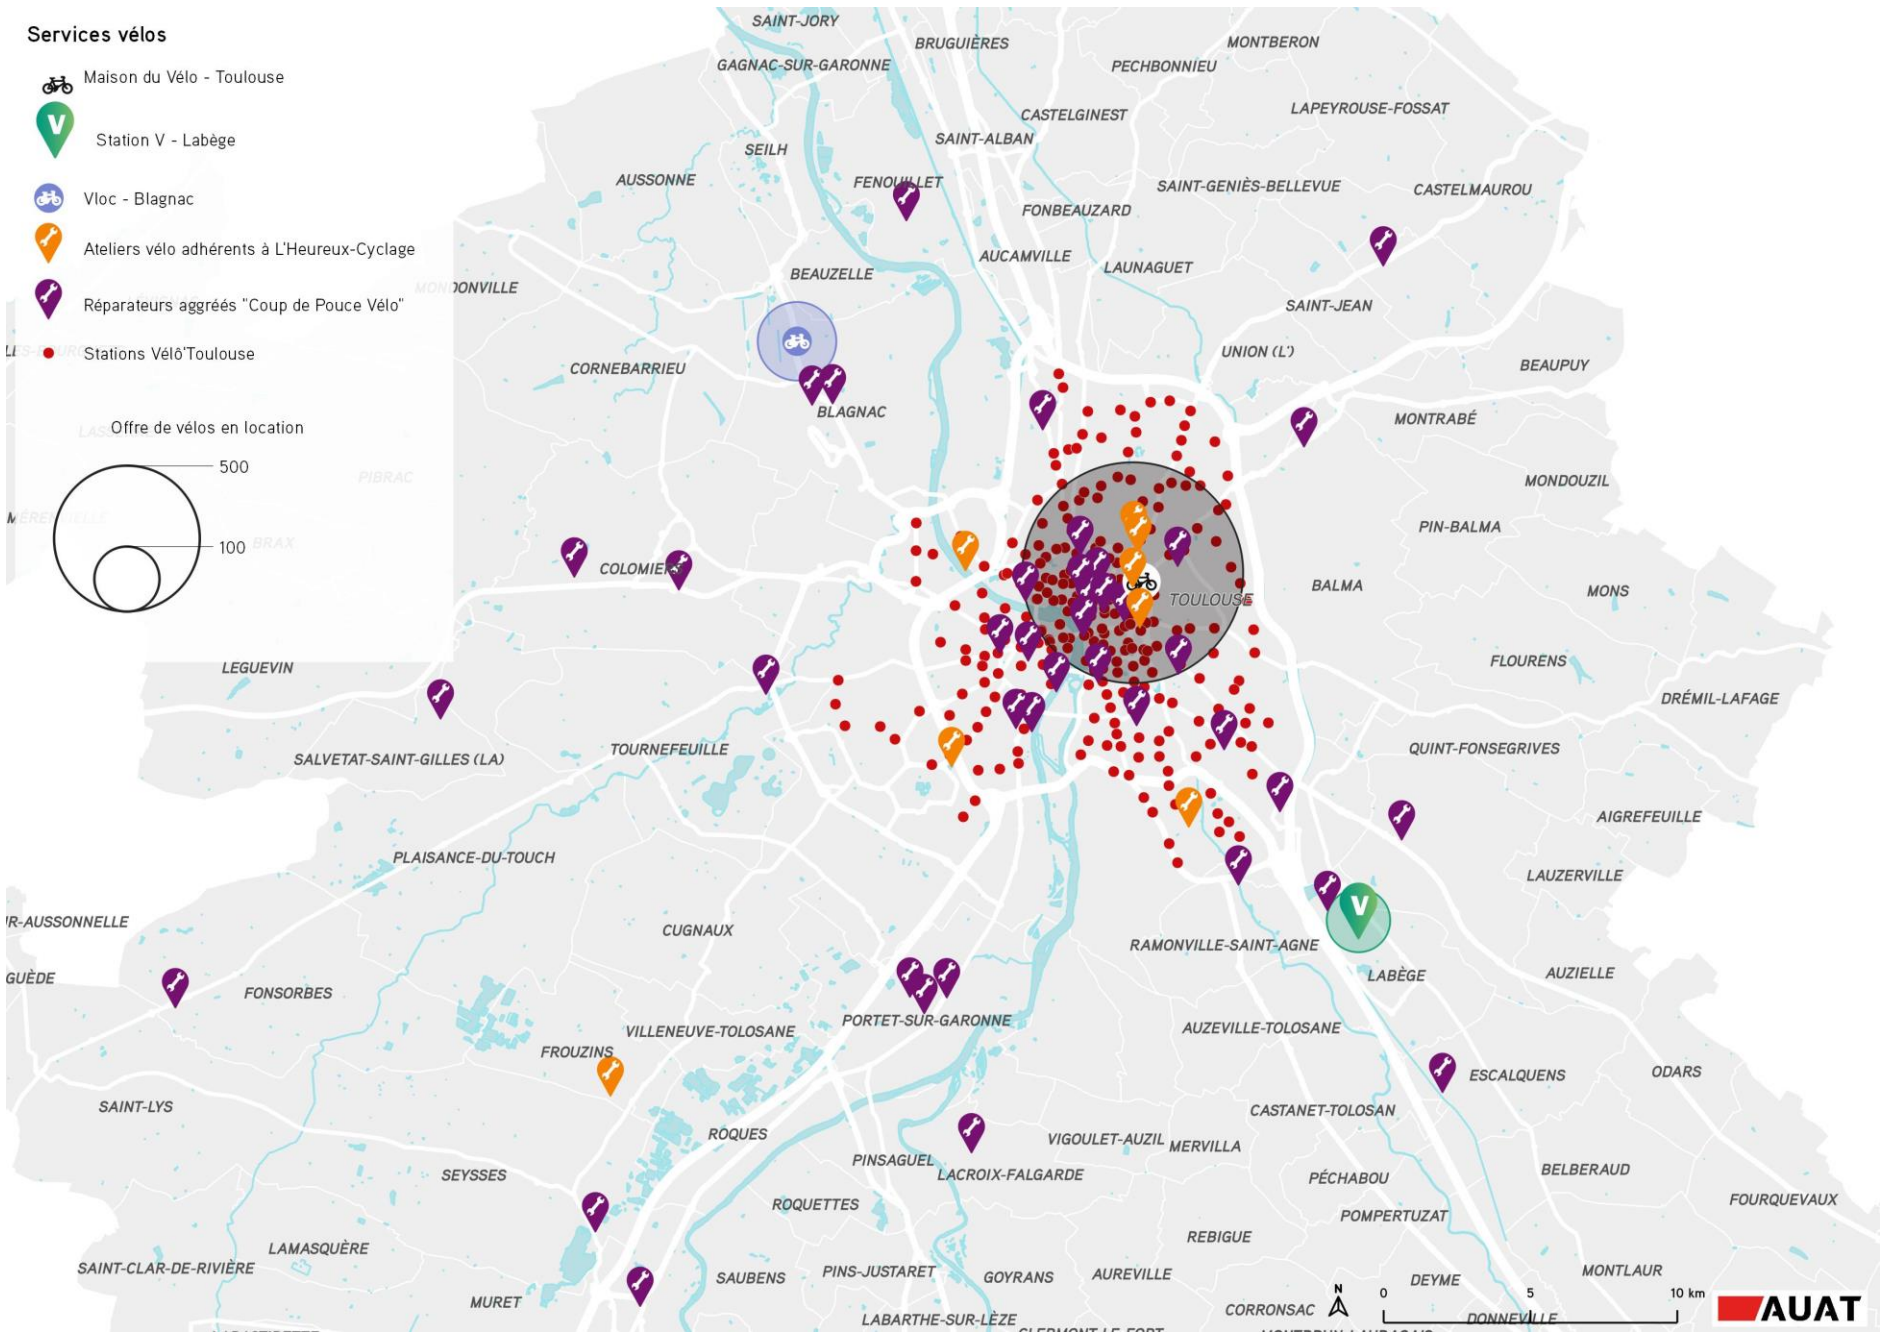 Services vélos
Maison du Vélo - Toulouse
V
Station V - Labège
Vloc - Blagnac
Ateliers vélo adhérents à L'Heureux-Cyclage
Réparateurs aggréés "Coup de Pouce Vélo"
Stations Vélô'Toulouse
Offre de vélos en location
500
100
SAINT-JORY
BRUGUIÈRES
MONTBERON
GAGNAC-SUR-GARONNE
PECHBONNIEU
LAPEYROUSE-FOSSAT
CASTELGINEST
SAINT-ALBAN
SEILH
AUSSONNE
FENOUILLET
SAINT-GENIÈS-BELLEVUE
CASTELMAUROU
FONBEAUZARD
AUCAMVILLE
LAUNAGUET
BEAUZELLE
MONDONVILLE
SAINT-JEAN
UNION (L')
BEAUPUY
CORNEBARRIEU
BLAGNAC
MONTRABÉ
PIBRAC
MONDOUZIL
PIN-BALMA
BRAX
COLOMIERS
BALMA
MONS
TOULOUSE
LEGUEVIN
FLOURENS
DRÉMIL-LAFAGE
SALVETAT-SAINT-GILLES (LA)
TOURNEFEUILLE
QUINT-FONSEGRIVES
AIGREFEUILLE
PLAISANCE-DU-TOUCH
LAUZERVILLE
V
R-AUSSONNELLE
CUGNAUX
RAMONVILLE-SAINT-AGNE
LABÈGE
AUZIELLE
GUÈDE
FONSORBES
PORTET-SUR-GARONNE
VILLENEUVE-TOLOSANE
AUZEVILLE-TOLOSANE
FROUZINS
ESCALQUENS
ODARS
SAINT-LYS
CASTANET-TOLOSAN
ROQUES
VIGOULET-AUZIL
MERVILLA
PINSAGUEL
LACROIX-FALGARDE
SEYSSES
PÉCHABOU
BELBERAUD
ROQUETTES
FOURQUEVAUX
POMPERTUZAT
REBIGUE
LAMASQUÈRE
SAINT-CLAR-DE-RIVIÈRE
SAUBENS
PINS-JUSTARET
GOYRANS
AUREVILLE
DEYME
MONTLAUR
MURET
LABARTHE-SUR-LÈZE
CORRONSAC
DONNEVILLE
N
0 5 10 km
AUAT